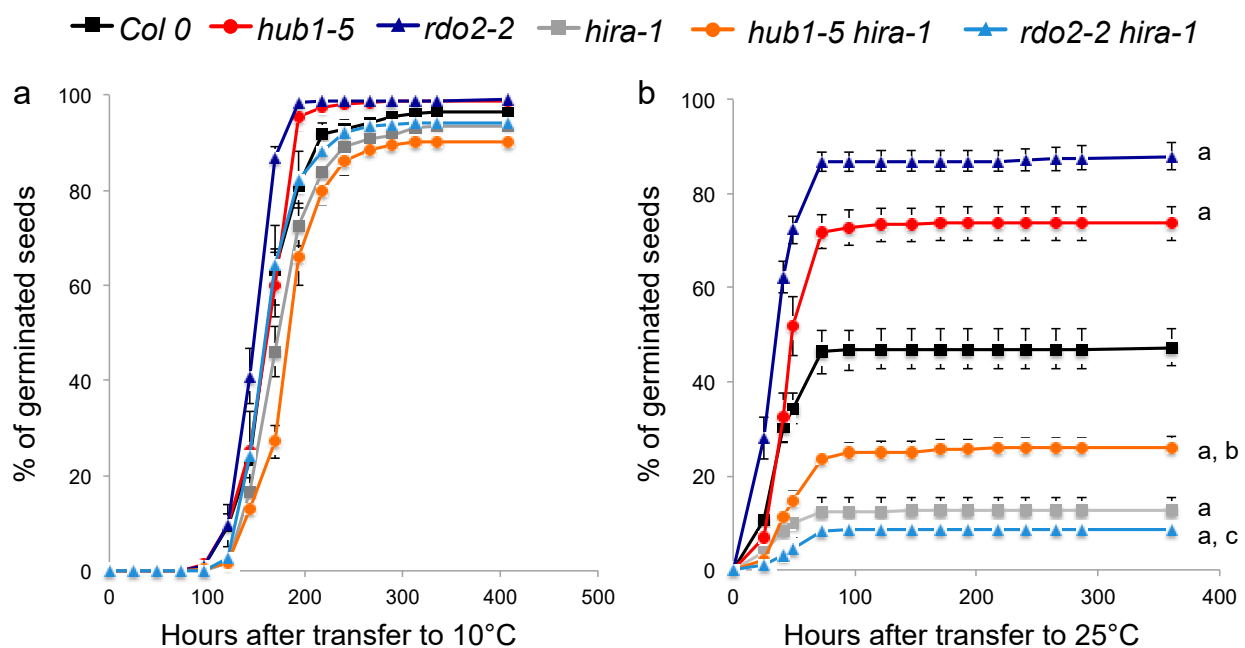 Col 0 hub1-5 rdo2-2 hira-1 hub1-5 hira-1 rdo2-2 hira-1
a b
100 100
80 80
60 60
40 40
20 20
0 0
% of germinated seeds % of germinated seeds
a
a
a, b
a
a, c
0 100 200 300 400 500 0 100 200 300 400
Hours after transfer to 10°C Hours after transfer to 25°C